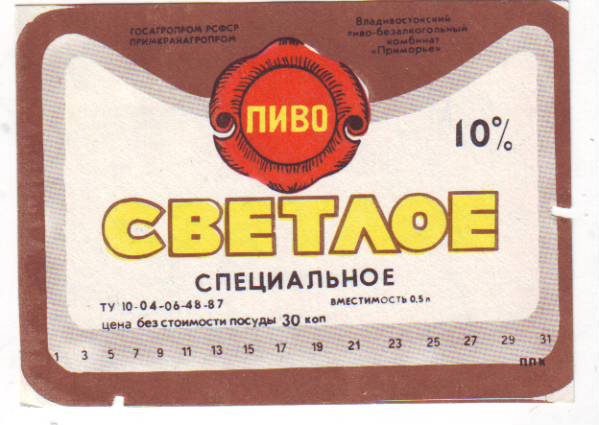 ГОСАГРОПРОМ РСФСР
ПРИМКРАЙАГРОПРОМ
Владивостокский
пиво-безалкогольный
комбинат
"Приморье"
ПИВО
10%
СВЕТЛОЕ
СПЕЦИАЛЬНОЕ
ТУ 10-04-06-48-87
ВМЕСТИМОСТЬ 0,5 л
цена без стоимости посуды 30 коп
1 3 5 7 9 11 13 15 17 19 21 23 25 27 29 31
ППК